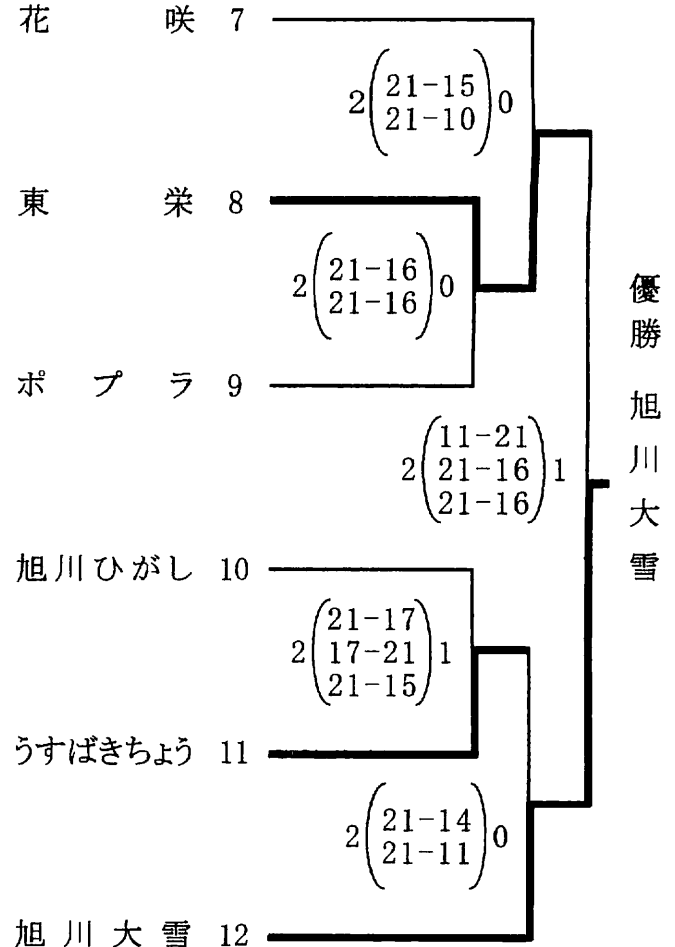 花咲 7
2(21-15 21-10)0
東栄 8
2(21-16 21-16)0
ポプラ 9
2(11-21 21-16 21-16)1
旭川ひがし 10
2(21-17 17-21 21-15)1
うすばきちょう 11
2(21-14 21-11)0
旭川大雪 12
優勝 旭川大雪